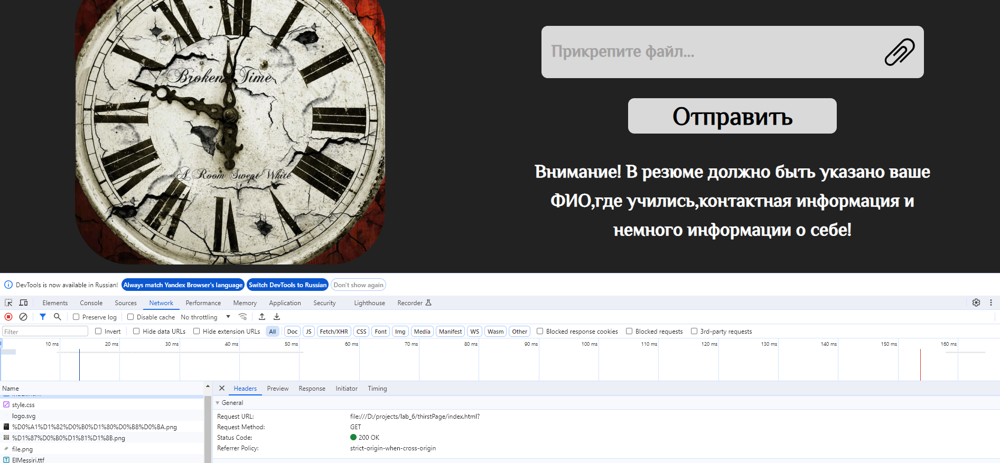 Broken Time
A Room Swept White
Прикрепите файл...
Отправить
Внимание! В резюме должно быть указано ваше
ФИО,где учились,контактная информация и
немного информации о себе!
DevTools is now available in Russian! Always match Yandex Browser's language Switch DevTools to Russian Don't show again
Elements Console Sources Network Performance Memory Application Security Lighthouse Recorder
Preserve log Disable cache No throttling
Filter Invert Hide data URLs Hide extension URLs All Doc JS Fetch/XHR CSS Font Img Media Manifest WS Wasm Other Blocked response cookies Blocked requests 3rd-party requests
10 ms 20 ms 30 ms 40 ms 50 ms 60 ms 70 ms 80 ms 90 ms 100 ms 110 ms 120 ms 130 ms 140 ms 150 ms 160 ms
Name
style.css
logo.svg
%D0%A1%D1%82%D0%B0%D1%80%D0%B8%D0%BA.png
%D1%87%D0%B0%D1%81%D1%8B.png
file.png
ElMessiri.ttf
Headers Preview Response Initiator Timing
General
Request URL: file:///D:/projects/lab_6/thirstPage/index.html?
Request Method: GET
Status Code: 200 OK
Referrer Policy: strict-origin-when-cross-origin